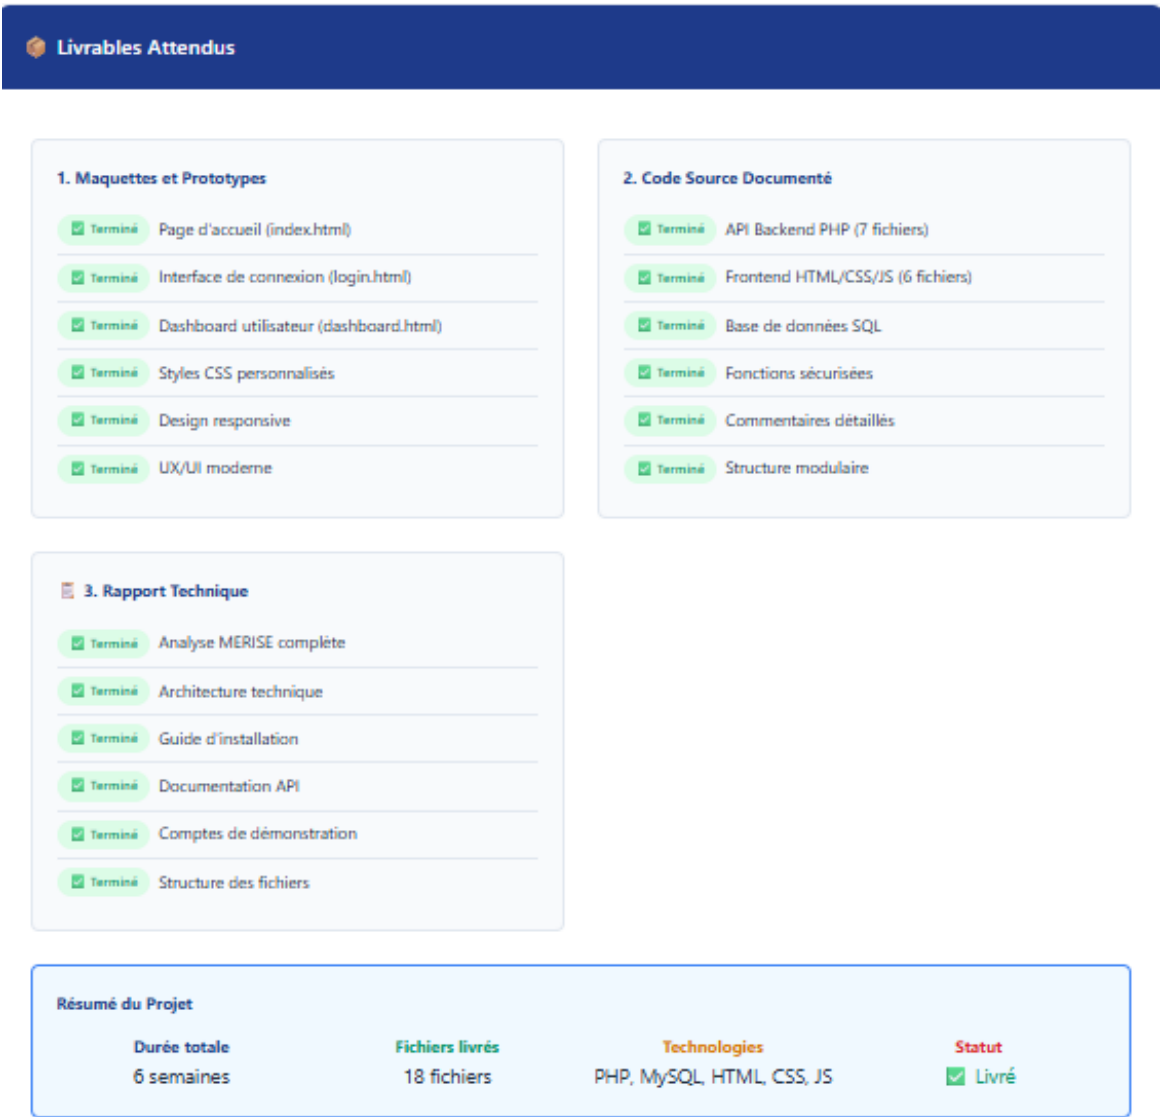 Livrables Attendus
1. Maquettes et Prototypes
Terminé Page d'accueil (index.html)
Terminé Interface de connexion (login.html)
Terminé Dashboard utilisateur (dashboard.html)
Terminé Styles CSS personnalisés
Terminé Design responsive
Terminé UX/UI moderne
2. Code Source Documenté
Terminé API Backend PHP (7 fichiers)
Terminé Frontend HTML/CSS/JS (6 fichiers)
Terminé Base de données SQL
Terminé Fonctions sécurisées
Terminé Commentaires détaillés
Terminé Structure modulaire
3. Rapport Technique
Terminé Analyse MERISE complète
Terminé Architecture technique
Terminé Guide d'installation
Terminé Documentation API
Terminé Comptes de démonstration
Terminé Structure des fichiers
Résumé du Projet
Durée totale Fichiers livrés Technologies Statut
6 semaines 18 fichiers PHP, MySQL, HTML, CSS, JS Livré